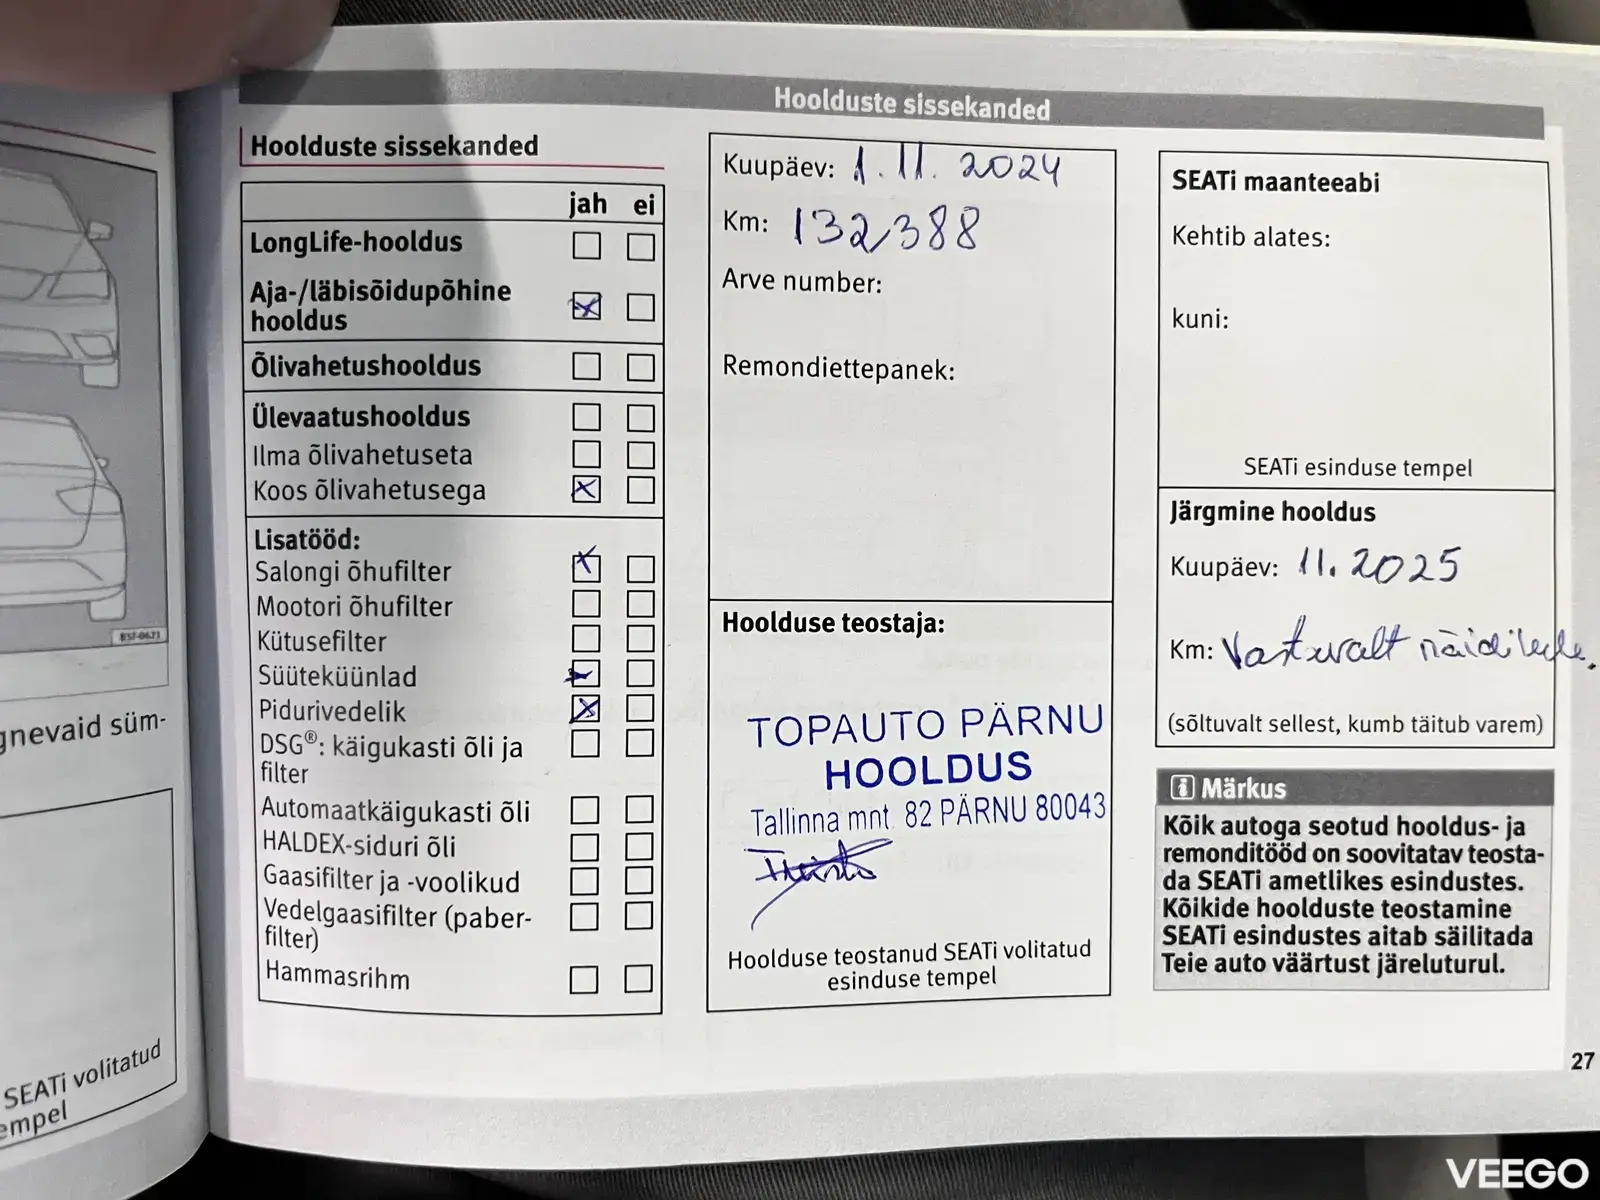 Hoolduste sissekanded
Hoolduste sissekanded
jah ei
LongLife-hooldus
Aja-/läbisõidupõhine
hooldus
Õlivahetushooldus
Ülevaatushooldus
Ilma õlivahetuseta
Koos õlivahetusega
Lisatööd:
Salongi õhufilter
Mootori õhufilter
Kütusefilter
Süüteküünlad
Pidurivedelik
DSG®: käigukasti õli ja
filter
Automaatkäigukasti õli
HALDEX-siduri õli
Gaasifilter ja -voolikud
Vedelgaasifilter (paber-
filter)
Hammasrihm
Kuupäev: 1.11.2024
Km: 132388
Arve number:
Remondiettepanek:
Hoolduse teostaja:
TOPAUTO PÄRNU
HOOLDUS
Tallinna mnt. 82 PÄRNU 80043
Hoolduse teostanud SEATi volitatud
esinduse tempel
SEATi maanteeabi
Kehtib alates:
kuni:
SEATi esinduse tempel
Järgmine hooldus
Kuupäev: 11.2025
Km: Vastavalt näidikule.
(sõltuvalt sellest, kumb täitub varem)
Märkus
Kõik autoga seotud hooldus- ja
remonditööd on soovitatav teosta-
da SEATi ametlikes esindustes.
Kõikide hoolduste teostamine
SEATi esindustes aitab säilitada
Teie auto väärtust järeluturul.
27
gnevaid süm-
SEATi volitatud
empel
VEEGO